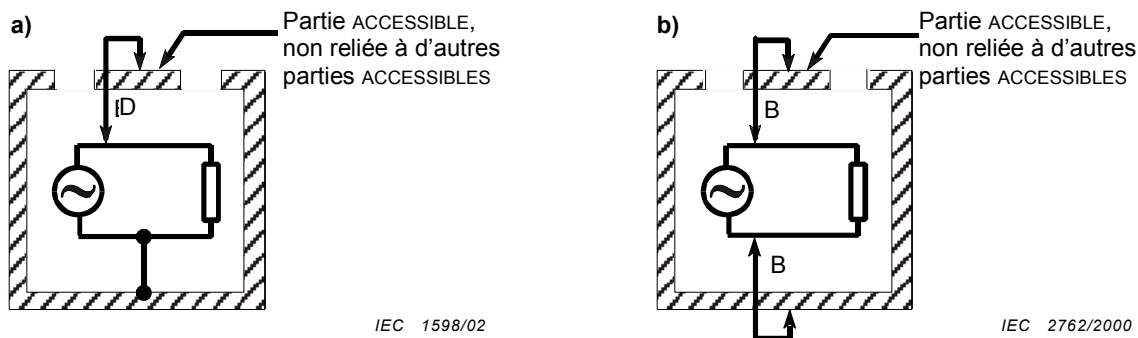 a)
Partie ACCESSIBLE,
non reliée à d'autres
parties ACCESSIBLES
D
IEC 1598/02
b)
Partie ACCESSIBLE,
non reliée à d'autres
parties ACCESSIBLES
B
B
IEC 2762/2000